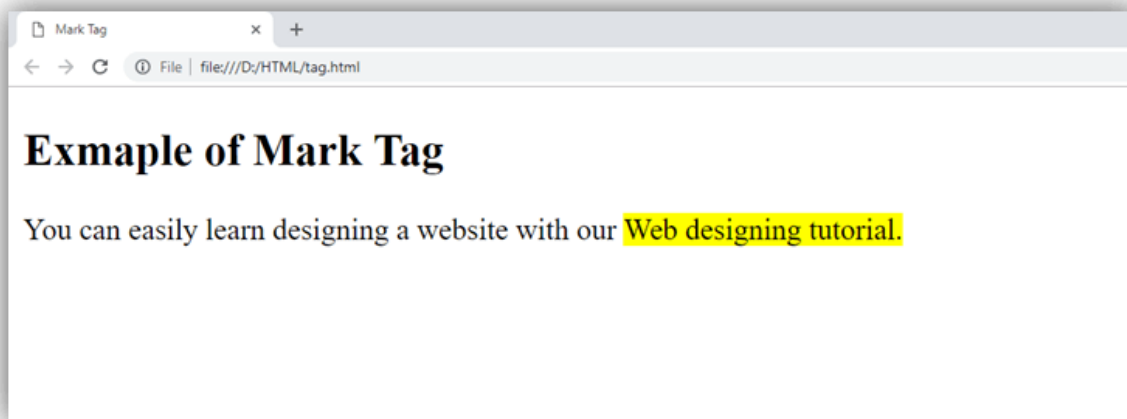 Mark Tag
File | file:///D:/HTML/tag.html
Exmaple of Mark Tag
You can easily learn designing a website with our Web designing tutorial.